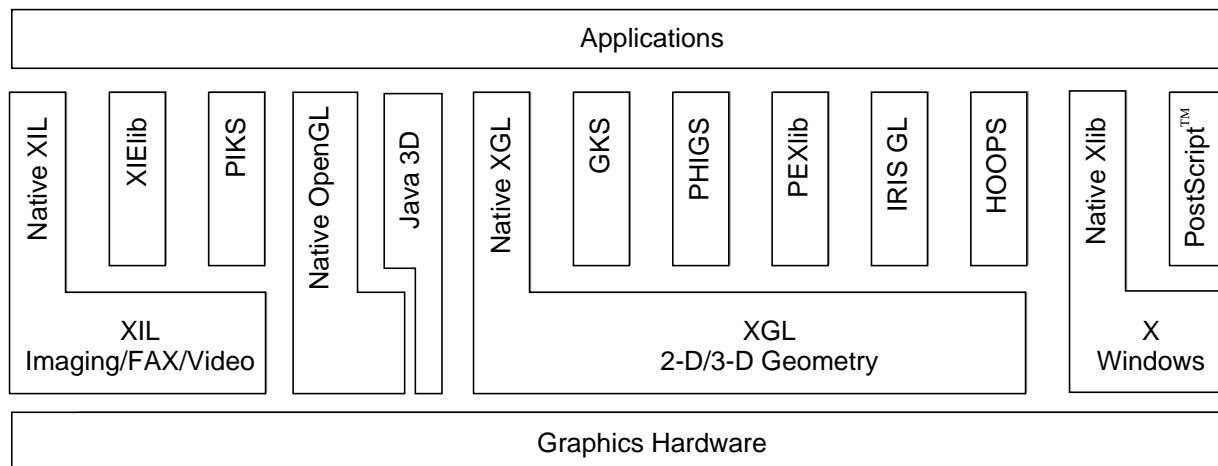 Applications
Native XIL
XIElib
PIKS
Native OpenGL
Java 3D
Native XGL
GKS
PHIGS
PEXlib
IRIS GL
HOOPS
Native Xlib
PostScript™
XIL
Imaging/FAX/Video
XGL
2-D/3-D Geometry
X
Windows
Graphics Hardware